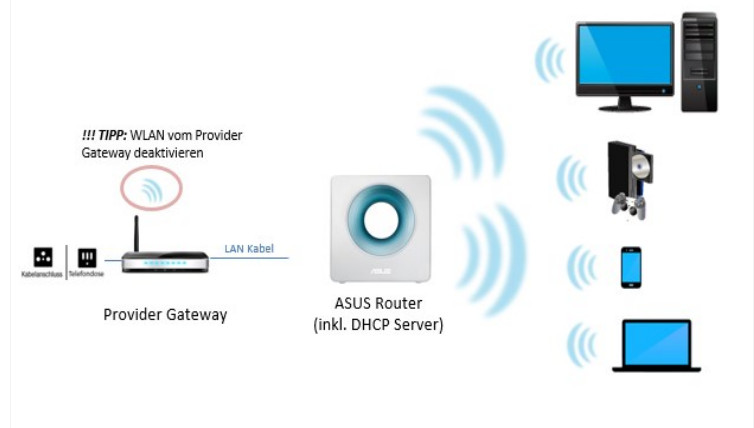 !!! TIPP: WLAN vom Provider
Gateway deaktivieren
Kabelanschluss
Telefondose
LAN Kabel
Provider Gateway
ASUS
ASUS Router
(inkl. DHCP Server)